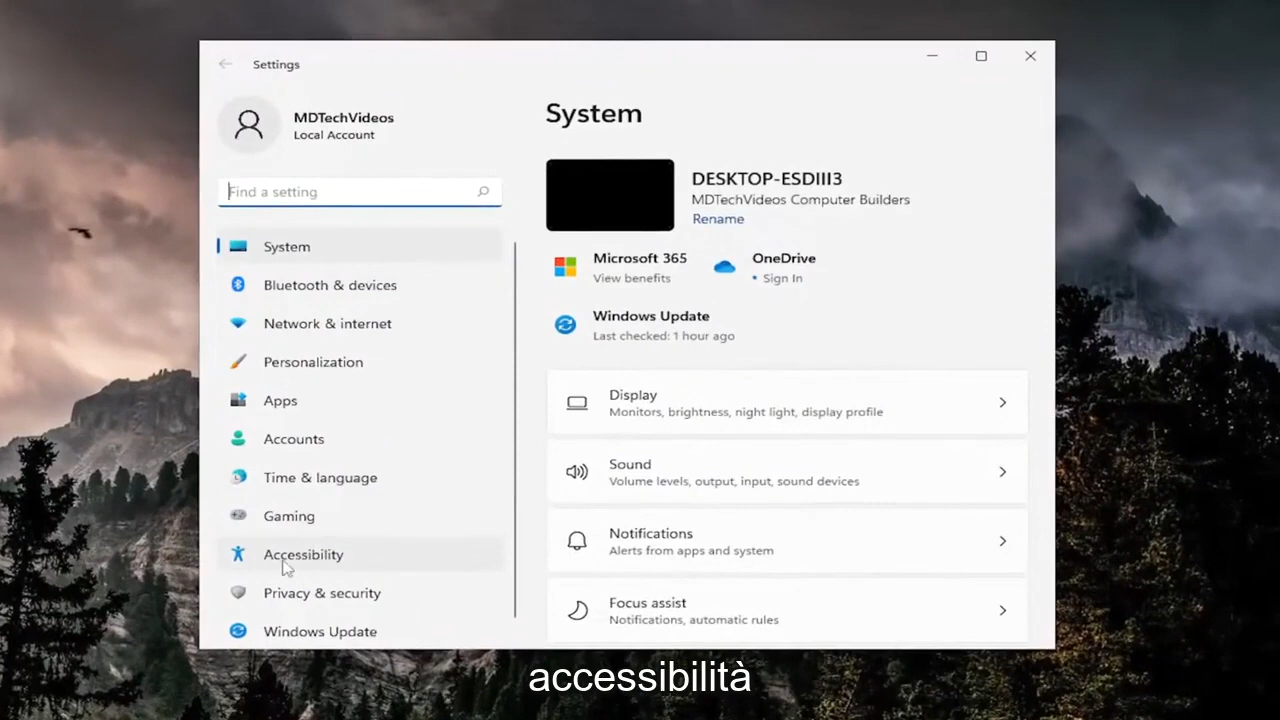 Settings
MDTechVideos
Local Account
Find a setting
System
Bluetooth & devices
Network & internet
Personalization
Apps
Accounts
Time & language
Gaming
Accessibility
Privacy & security
Windows Update
System
DESKTOP-ESDIII3
MDTechVideos Computer Builders
Rename
Microsoft 365
View benefits
OneDrive
• Sign In
Windows Update
Last checked: 1 hour ago
Display
Monitors, brightness, night light, display profile
Sound
Volume levels, output, input, sound devices
Notifications
Alerts from apps and system
Focus assist
Notifications, automatic rules
accessibilità